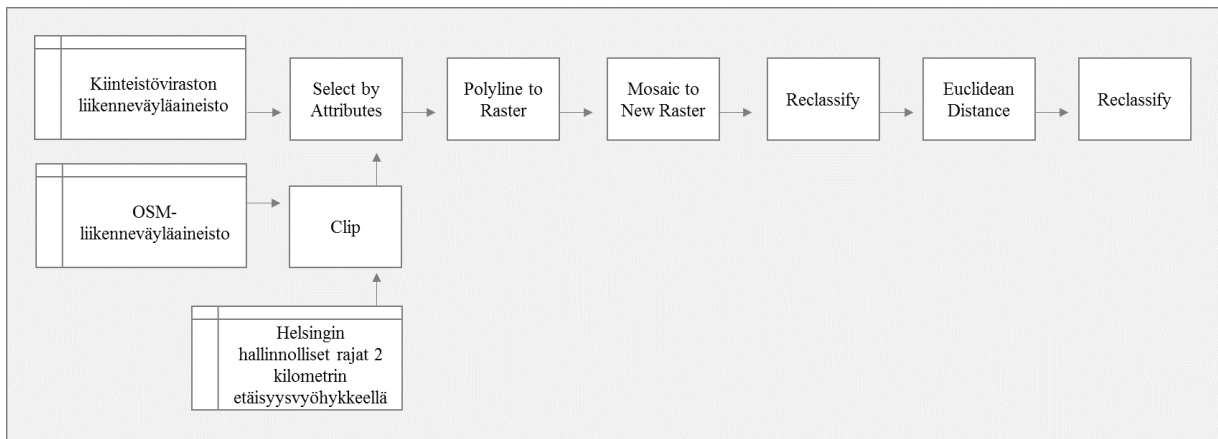 Kiinteistöviraston
liikenneväyläaineisto
Select by
Attributes
Polyline to
Raster
Mosaic to
New Raster
Reclassify
Euclidean
Distance
Reclassify
OSM-
liikenneväyläaineisto
Clip
Helsingin
hallinnolliset rajat 2
kilometrin
etäisyysvyöhykkeellä